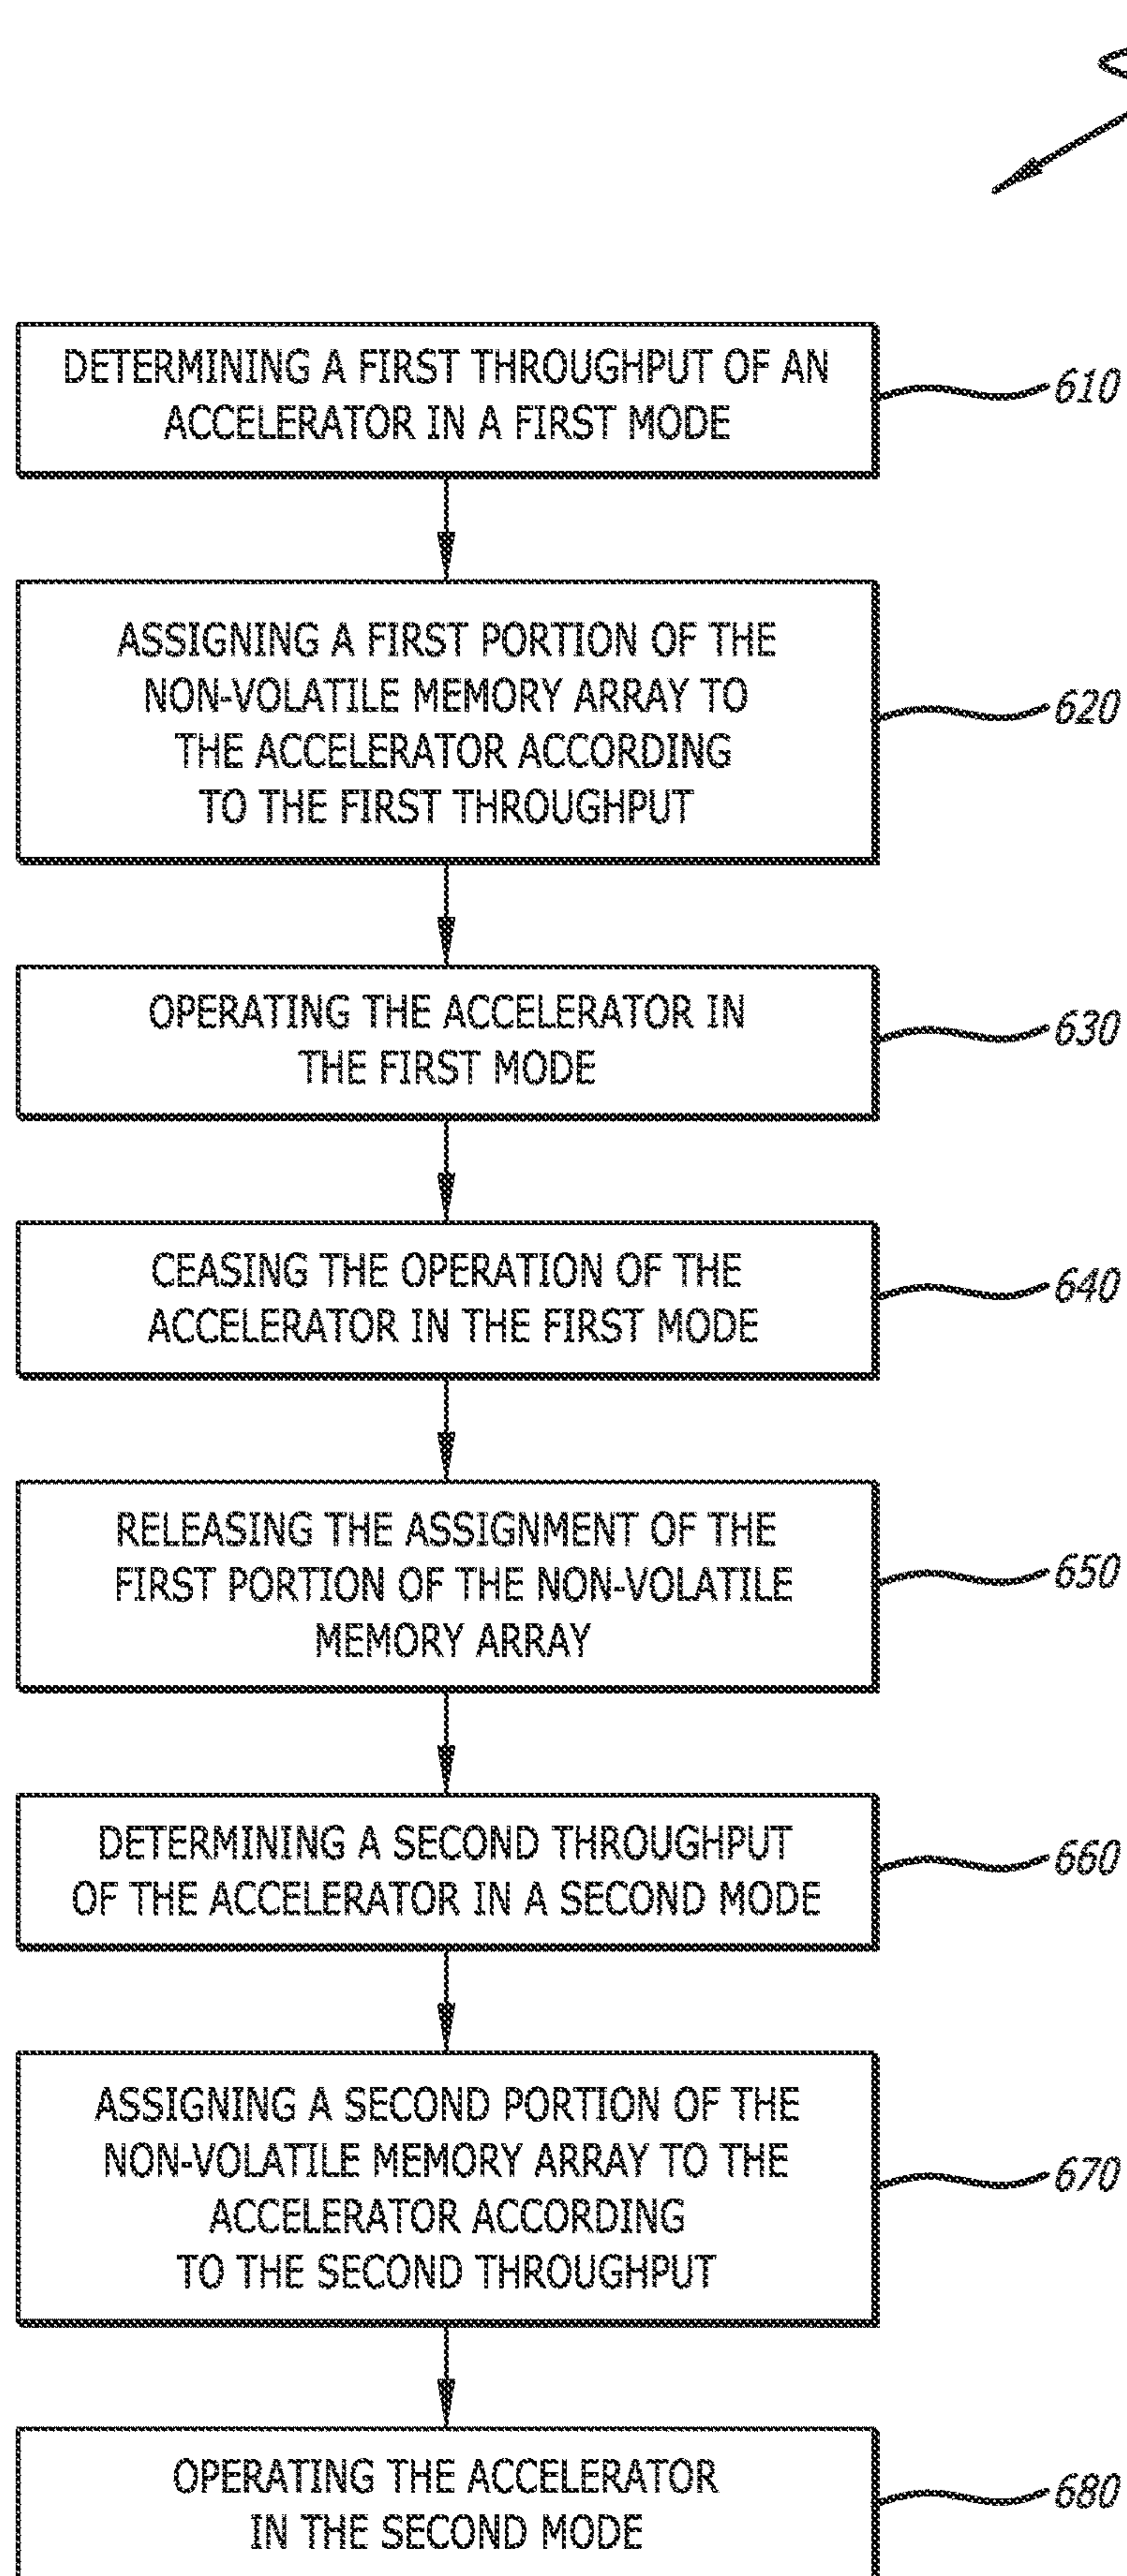 DETERMINING A FIRST THROUGHPUT OF AN
ACCELERATOR IN A FIRST MODE
610
ASSIGNING A FIRST PORTION OF THE
NON-VOLATILE MEMORY ARRAY TO
THE ACCELERATOR ACCORDING
TO THE FIRST THROUGHPUT
620
OPERATING THE ACCELERATOR IN
THE FIRST MODE
630
CEASING THE OPERATION OF THE
ACCELERATOR IN THE FIRST MODE
640
RELEASING THE ASSIGNMENT OF THE
FIRST PORTION OF THE NON-VOLATILE
MEMORY ARRAY
650
DETERMINING A SECOND THROUGHPUT
OF THE ACCELERATOR IN A SECOND MODE
660
ASSIGNING A SECOND PORTION OF THE
NON-VOLATILE MEMORY ARRAY TO THE
ACCELERATOR ACCORDING
TO THE SECOND THROUGHPUT
670
OPERATING THE ACCELERATOR
IN THE SECOND MODE
680